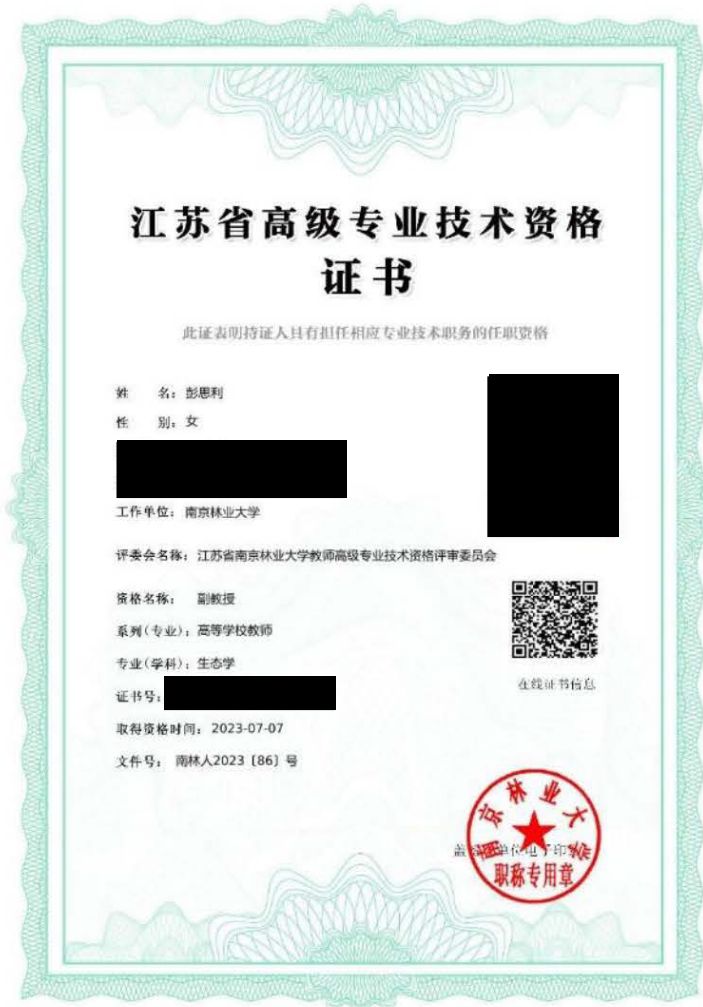 江苏省高级专业技术资格
证书
此证表明持证人具有担任相应专业技术职务的任职资格
姓 名：彭思利
性 别：女
工作单位：南京林业大学
评委会名称：江苏省南京林业大学教师高级专业技术资格评审委员会
资格名称： 副教授
系列(专业)：高等学校教师
专业(学科)：生态学
证书号：
取得资格时间：2023-07-07
文件号： 南林人2023〔86〕号
在线证书信息
南京林业大学
单位电子印
职称专用章